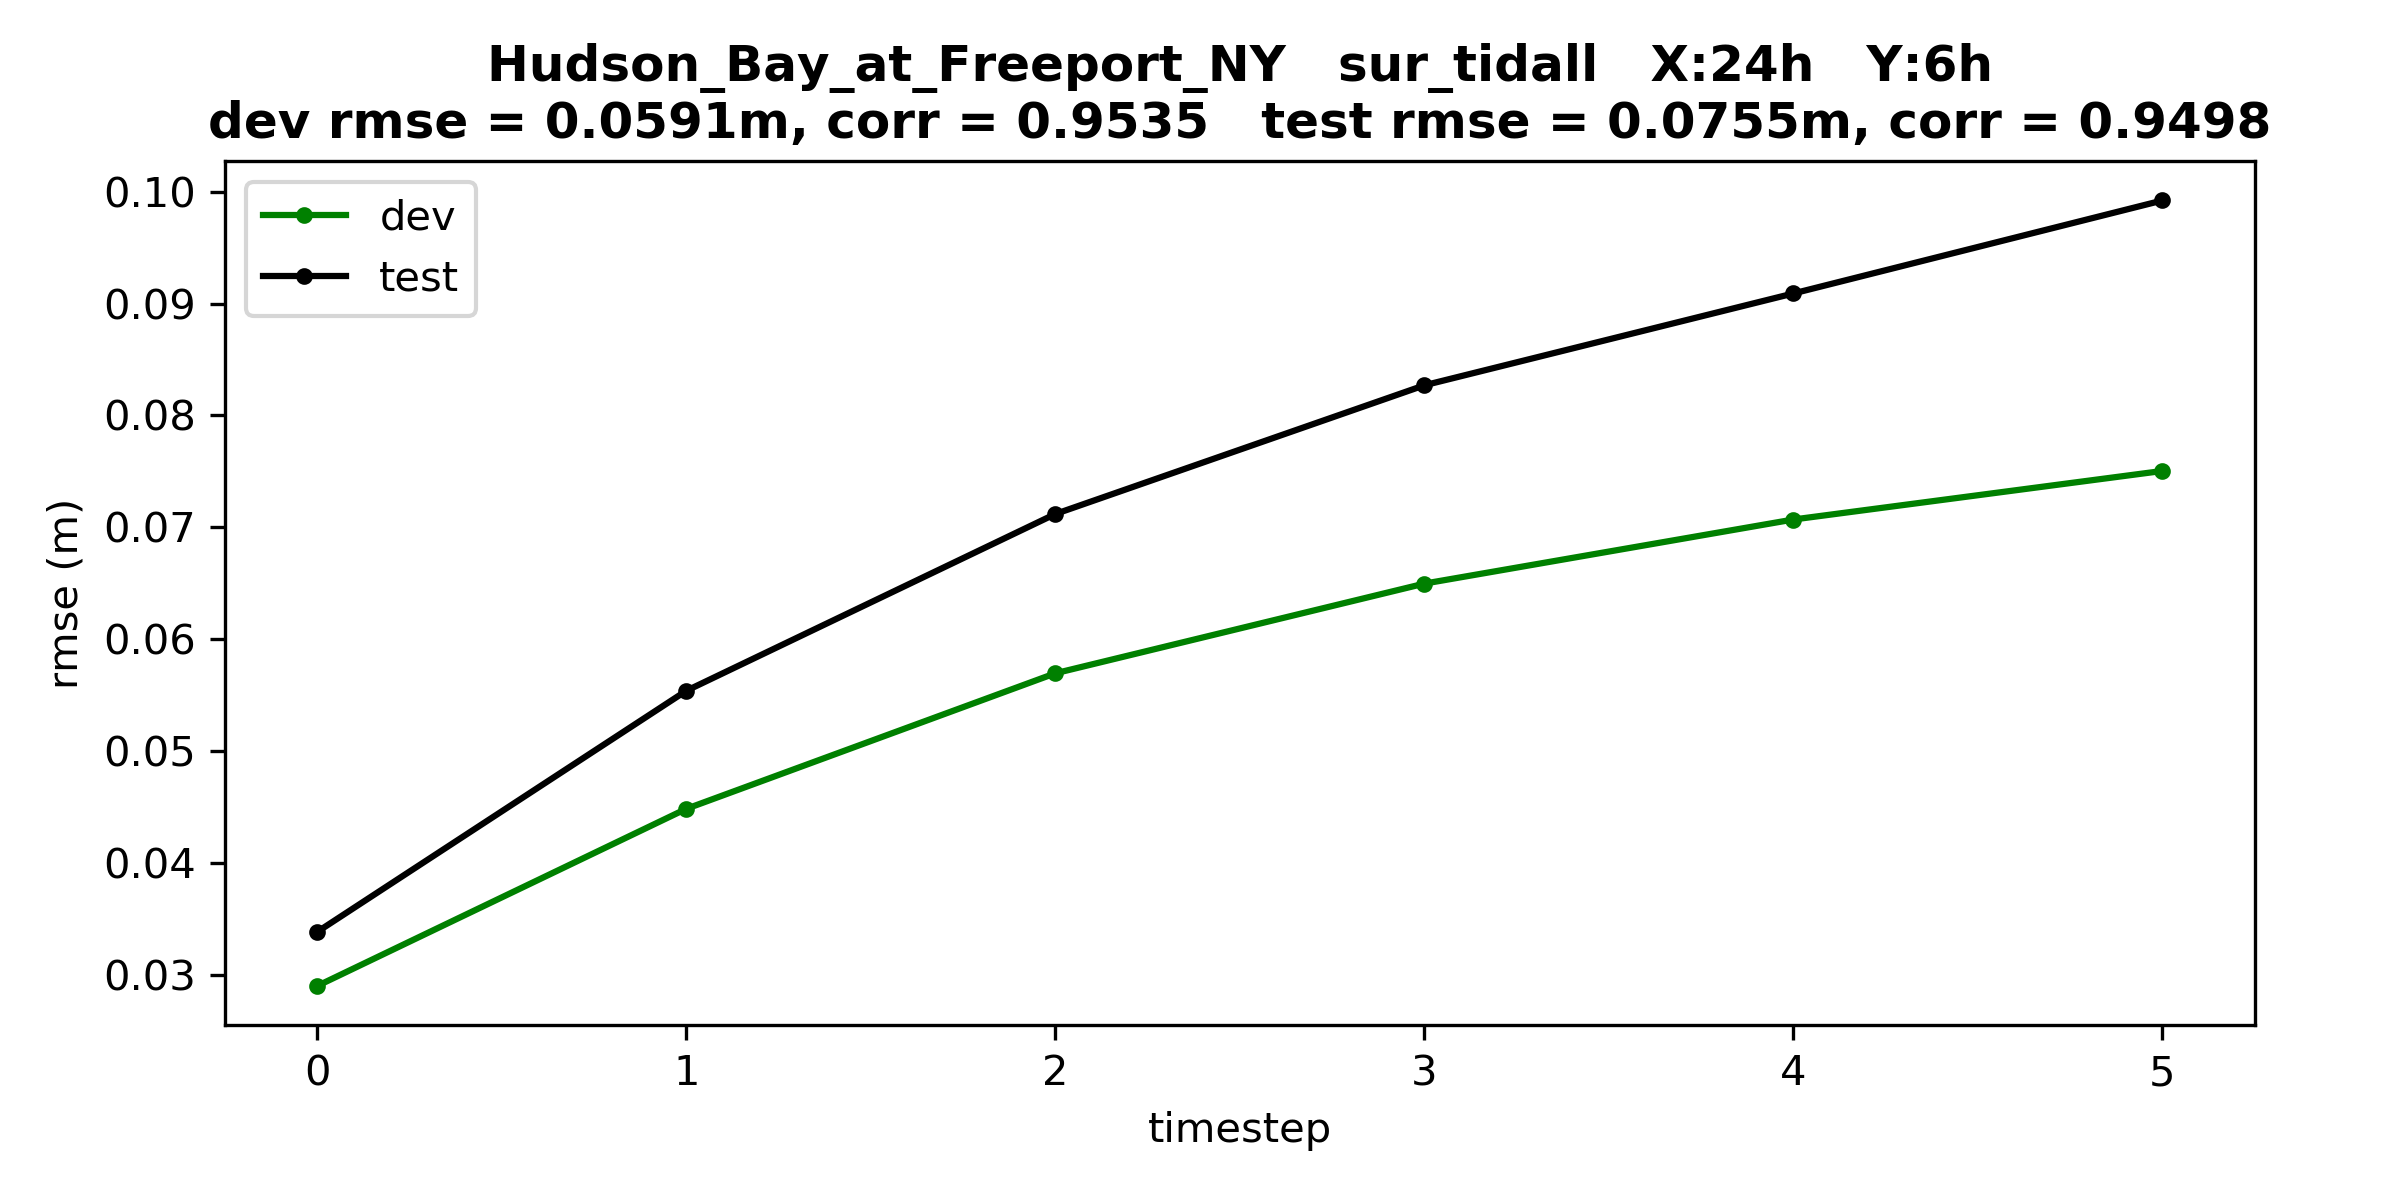 Hudson_Bay_at_Freeport_NY sur_tidall X:24h Y:6h
dev rmse = 0.0591m, corr = 0.9535 test rmse = 0.0755m, corr = 0.9498
dev
test
rmse (m)
0.10
0.09
0.08
0.07
0.06
0.05
0.04
0.03
0 1 2 3 4 5
timestep